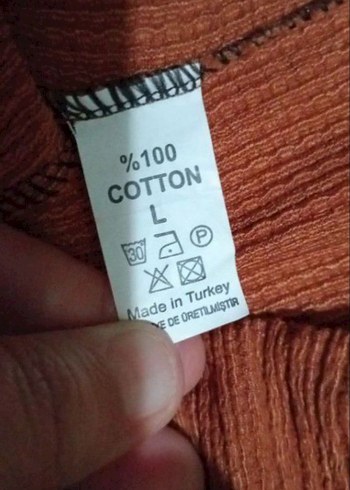 %100
COTTON
L
30 P
Made in Turkey
DE ÜRETİLMİŞTİR